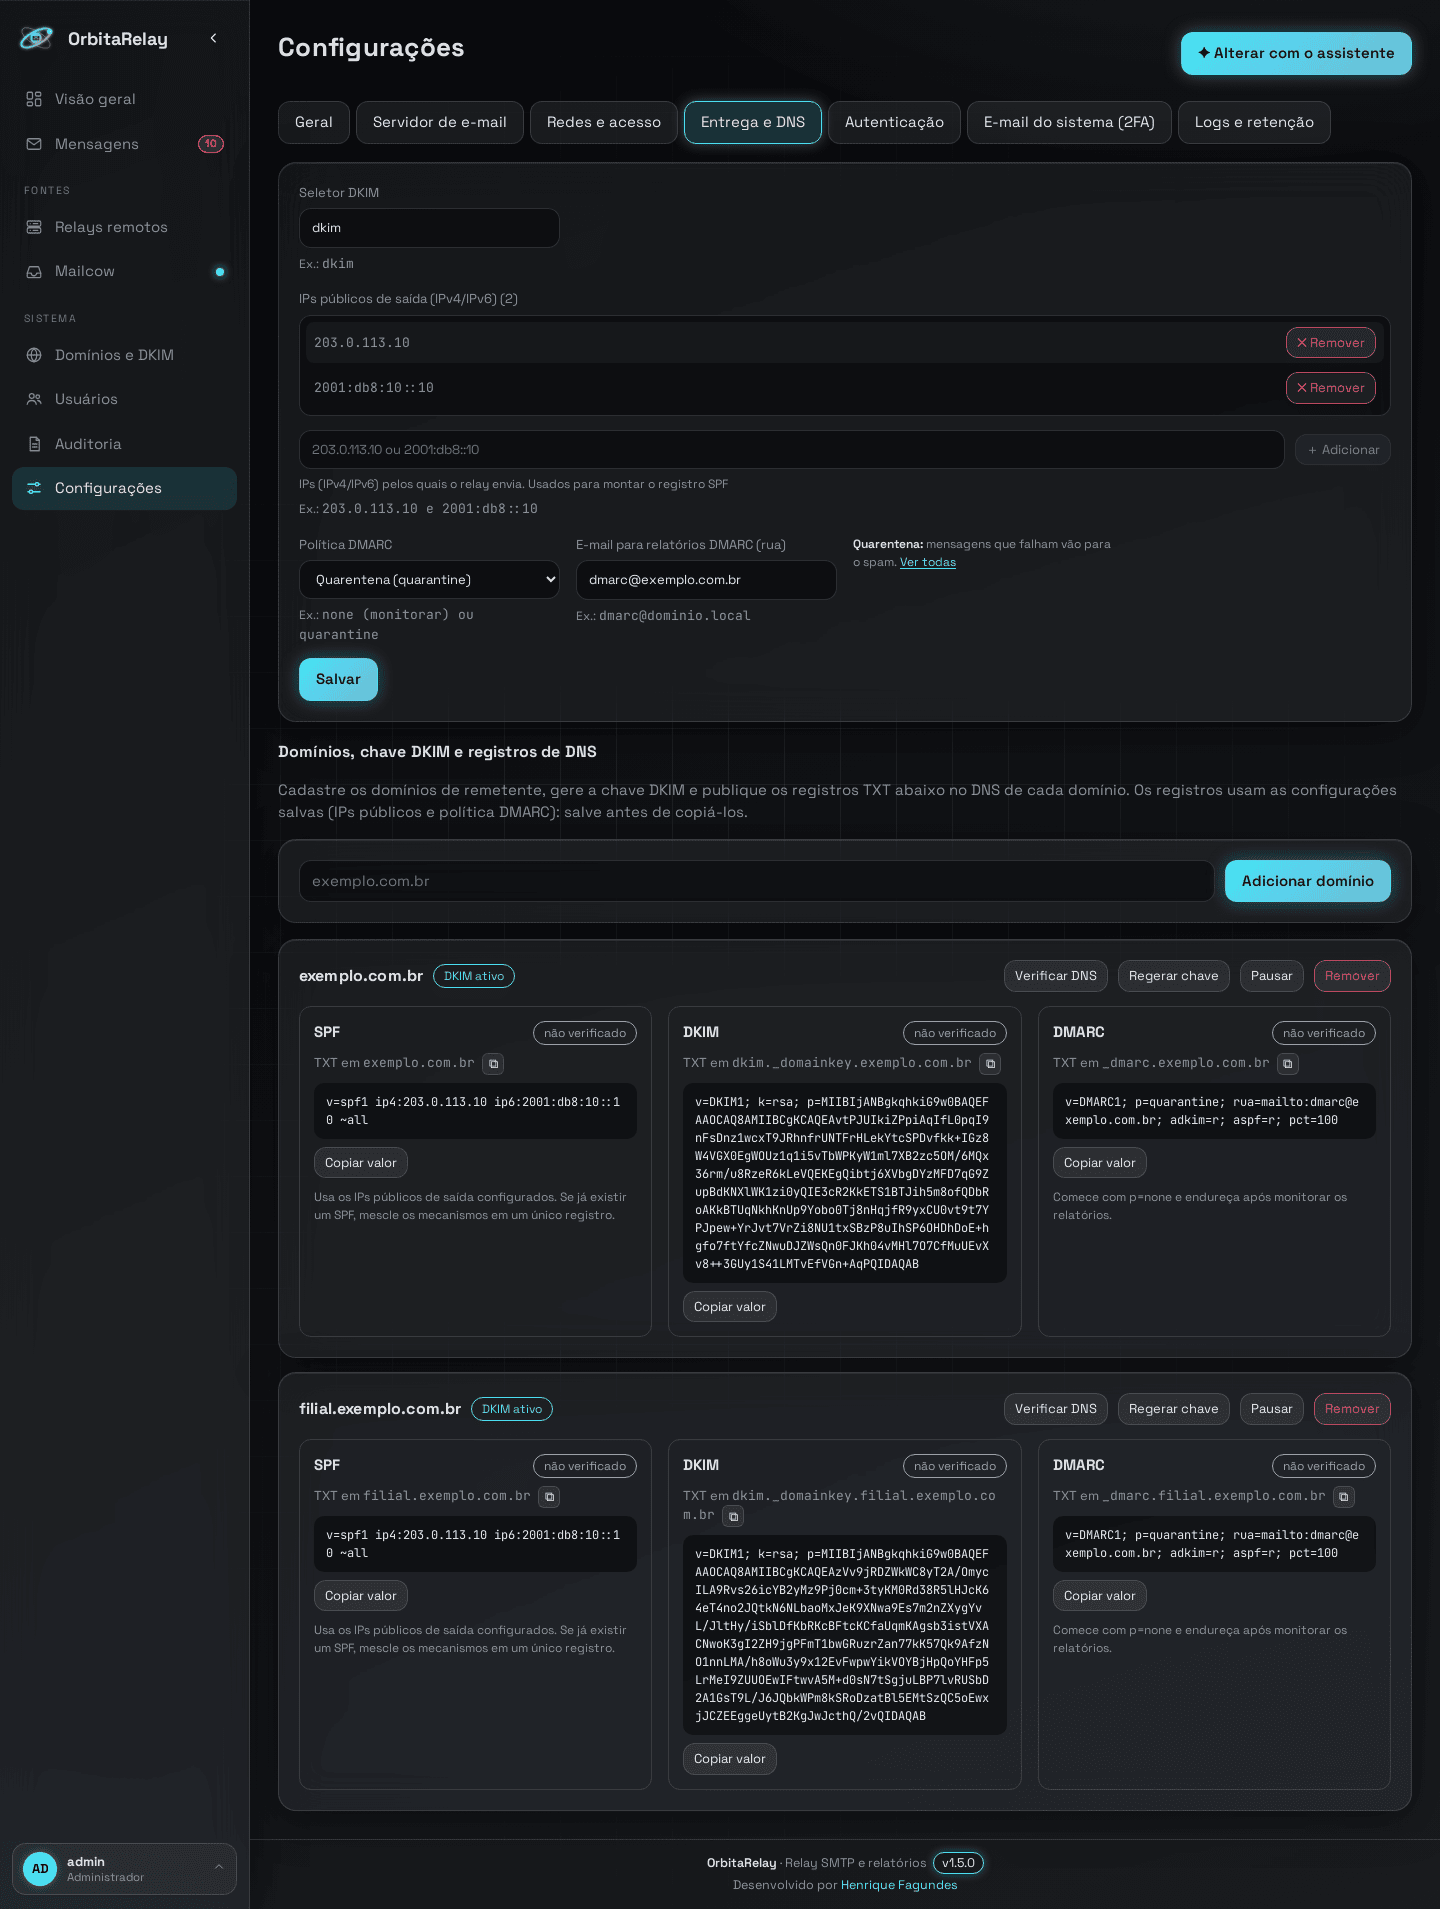 OrbitaRelay
Visão geral
Mensagens
10
FONTES
Relays remotos
Mailcow
SISTEMA
Domínios e DKIM
Usuários
Auditoria
Configurações
AD
admin
Administrador
Configurações
✦ Alterar com o assistente
Geral
Servidor de e-mail
Redes e acesso
Entrega e DNS
Autenticação
E-mail do sistema (2FA)
Logs e retenção
Seletor DKIM
dkim
Ex.: dkim
IPs públicos de saída (IPv4/IPv6) (2)
203.0.113.10
Remover
2001:db8:10::10
Remover
203.0.113.10 ou 2001:db8::10
+ Adicionar
IPs (IPv4/IPv6) pelos quais o relay envia. Usados para montar o registro SPF
Ex.: 203.0.113.10 e 2001:db8::10
Política DMARC
Quarentena (quarantine)
Ex.: none (monitorar) ou
quarantine
E-mail para relatórios DMARC (rua)
dmarc@exemplo.com.br
Ex.: dmarc@dominio.local
Quarentena: mensagens que falham vão para
o spam. Ver todas
Salvar
Domínios, chave DKIM e registros de DNS
Cadastre os domínios de remetente, gere a chave DKIM e publique os registros TXT abaixo no DNS de cada domínio. Os registros usam as configurações
salvas (IPs públicos e política DMARC): salve antes de copiá-los.
exemplo.com.br
Adicionar domínio
exemplo.com.br
DKIM ativo
Verificar DNS
Regerar chave
Pausar
Remover
SPF
não verificado
TXT em exemplo.com.br
v=spf1 ip4:203.0.113.10 ip6:2001:db8:10::1
0 ~all
Copiar valor
Usa os IPs públicos de saída configurados. Se já existir
um SPF, mescle os mecanismos em um único registro.
DKIM
não verificado
TXT em dkim._domainkey.exemplo.com.br
v=DKIM1; k=rsa; p=MIIBIjANBgkqhkiG9w0BAQEF
AAOCAQ8AMIIBCgKCAQEAvtPJUIkiZPpiAqIfL0pqI9
nFsDnz1wcxT9JRhnfrUNTFrHLekYtcSPDvfkk+IGz8
W4VGX0EgWOUz1q1i5vTbWPKyW1ml7XB2zc5OM/6MQx
36rm/u8RzeR6kLeVQEKEgQibtj6XVbgDYzMFD7qG9Z
upBdKNXlWK1zi0yQIE3cR2KkETS1BTJih5m8ofQDbR
oAKkBTUqNkhKnUp9Yobo0Tj8nHqjfR9yxCU0vt9t7Y
PJpew+YrJvt7VrZi8NU1txSBzP8uIhSP6OHDhDoE+h
gfo7ftYfcZNwuDJZWsQn0FJKh04vMHl7O7CfMuUEvX
v8++3GUy1S41LMTvEfVGn+AqPQIDAQAB
Copiar valor
DMARC
não verificado
TXT em _dmarc.exemplo.com.br
v=DMARC1; p=quarantine; rua=mailto:dmarc@e
xemplo.com.br; adkim=r; aspf=r; pct=100
Copiar valor
Comece com p=none e endureça após monitorar os
relatórios.
filial.exemplo.com.br
DKIM ativo
Verificar DNS
Regerar chave
Pausar
Remover
SPF
não verificado
TXT em filial.exemplo.com.br
v=spf1 ip4:203.0.113.10 ip6:2001:db8:10::1
0 ~all
Copiar valor
Usa os IPs públicos de saída configurados. Se já existir
um SPF, mescle os mecanismos em um único registro.
DKIM
não verificado
TXT em dkim._domainkey.filial.exemplo.co
m.br
v=DKIM1; k=rsa; p=MIIBIjANBgkqhkiG9w0BAQEF
AAOCAQ8AMIIBCgKCAQEAzVv9jRDZWkWC8yT2A/Omyc
ILA9Rvs26icYB2yMz9Pj0cm+3tyKM0Rd38R5lHJcK6
4eT4no2JQtkN6NLbaoMxJeK9XNwa9Es7m2nZXygYv
L/JltHy/iSblDfKbRKcBFtcKCfaUqmKAgsb3istVXA
CNwoK3gI2ZH9jgPFmT1bwGRuzrZan77kK57Qk9AfzN
O1nnLMA/h8oWu3y9x12EvFwpwYikVOYBjHpQoYHFp5
LrMeI9ZUUOEwIFtwvA5M+d0sN7tSgjuLBP7lvRUSbD
2A1GsT9L/J6JQbkWPm8kSRoDzatBl5EMtSzQC5oEwx
jJCZEEggeUytB2KgJwJcthQ/2vQIDAQAB
Copiar valor
DMARC
não verificado
TXT em _dmarc.filial.exemplo.com.br
v=DMARC1; p=quarantine; rua=mailto:dmarc@e
xemplo.com.br; adkim=r; aspf=r; pct=100
Copiar valor
Comece com p=none e endureça após monitorar os
relatórios.
OrbitaRelay · Relay SMTP e relatórios v1.5.0
Desenvolvido por Henrique Fagundes